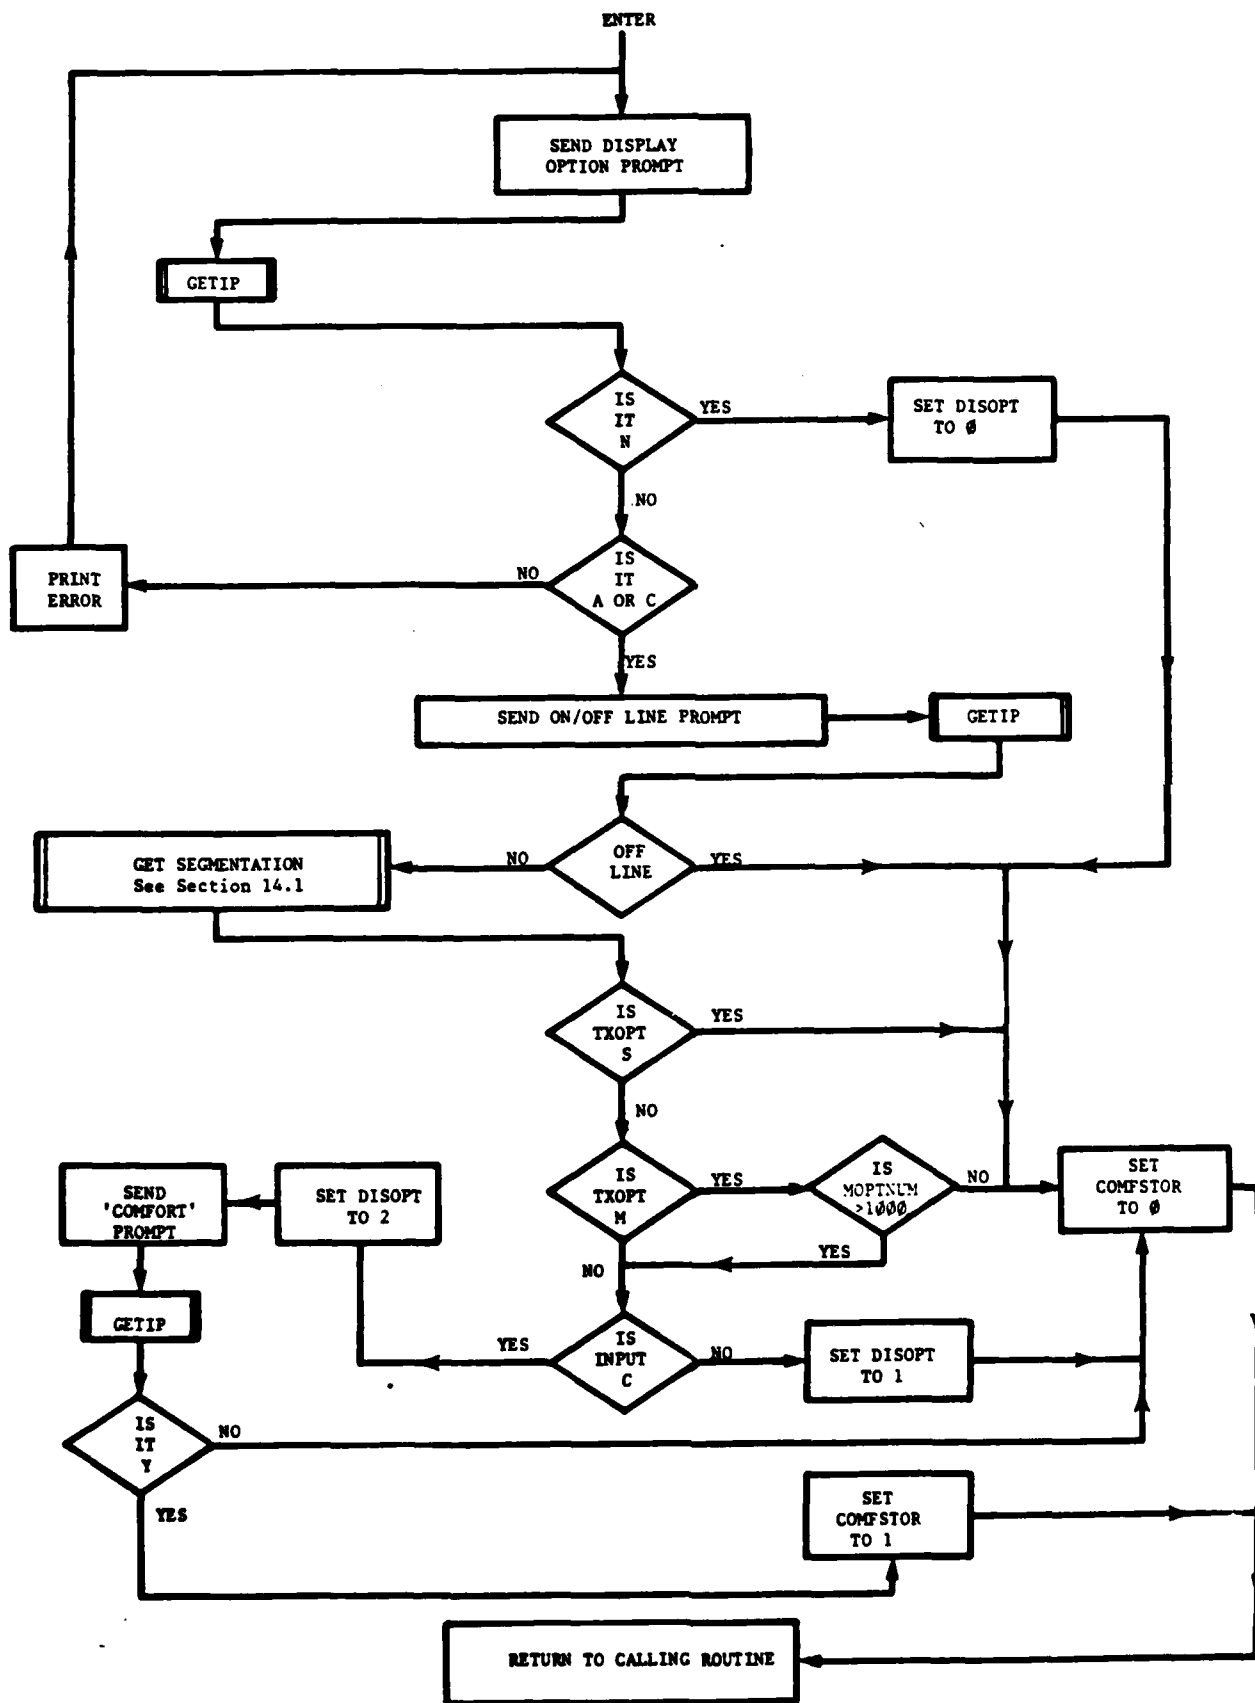 ENTER
SEND DISPLAY
OPTION PROMPT
GETIP
IS
IT
N
YES
SET DISOPT
TO Ø
NO
IS
IT
A OR C
NO
PRINT
ERROR
YES
SEND ON/OFF LINE PROMPT
GETIP
OFF
LINE
NO
YES
GET SEGMENTATION
See Section 14.1
IS
TXOPT
S
YES
NO
IS
TXOPT
M
YES
IS
MOPTNUM
>1000
NO
SET
COMFSTOR
TO Ø
SEND
'COMFORT'
PROMPT
SET DISOPT
TO 2
YES
NO
GETIP
IS
INPUT
C
YES
NO
SET DISOPT
TO 1
IS
IT
Y
NO
YES
SET
COMFSTOR
TO 1
RETURN TO CALLING ROUTINE